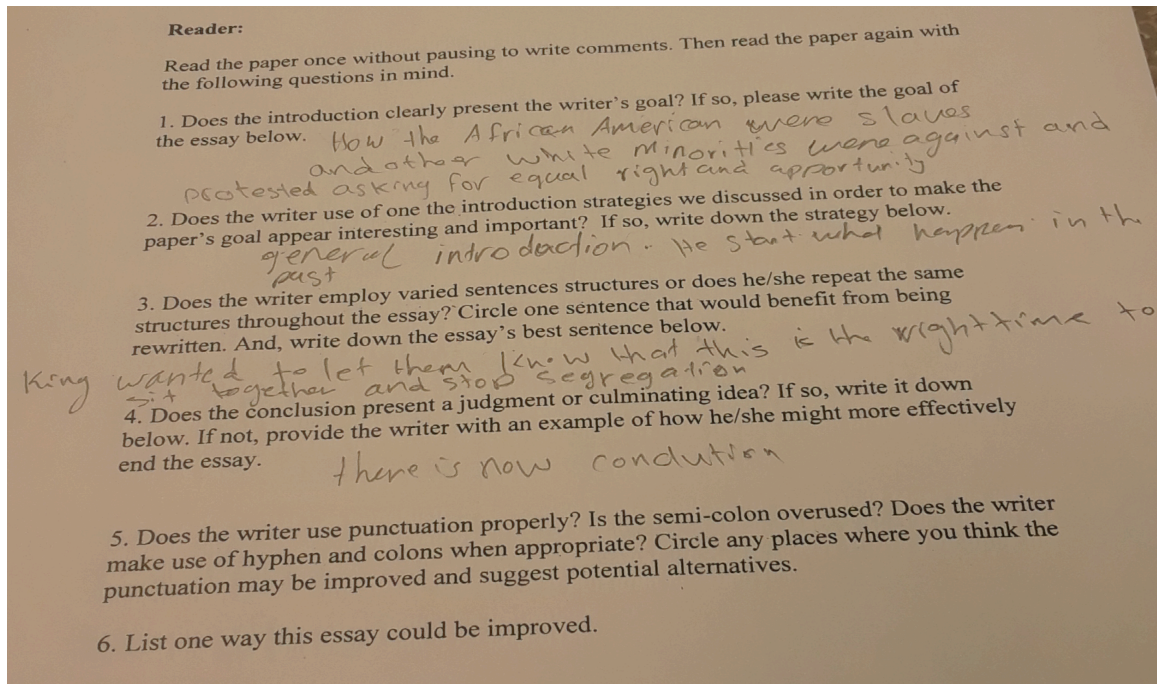 Reader:
Read the paper once without pausing to write comments. Then read the paper again with
the following questions in mind.
1. Does the introduction clearly present the writer's goal? If so, please write the goal of
the essay below. How the African American were slaves
and other white minorities were against and
protested asking for equal right and apportunity
2. Does the writer use of one the introduction strategies we discussed in order to make the
paper's goal appear interesting and important? If so, write down the strategy below.
general introduction. He start what happen in the
past
3. Does the writer employ varied sentences structures or does he/she repeat the same
structures throughout the essay? Circle one sentence that would benefit from being
rewritten. And, write down the essay's best sentence below.
King wanted to let them know that this is the wright time to
sit together and stop segregation
4. Does the conclusion present a judgment or culminating idea? If so, write it down
below. If not, provide the writer with an example of how he/she might more effectively
end the essay. there is now conclution
5. Does the writer use punctuation properly? Is the semi-colon overused? Does the writer
make use of hyphen and colons when appropriate? Circle any places where you think the
punctuation may be improved and suggest potential alternatives.
6. List one way this essay could be improved.